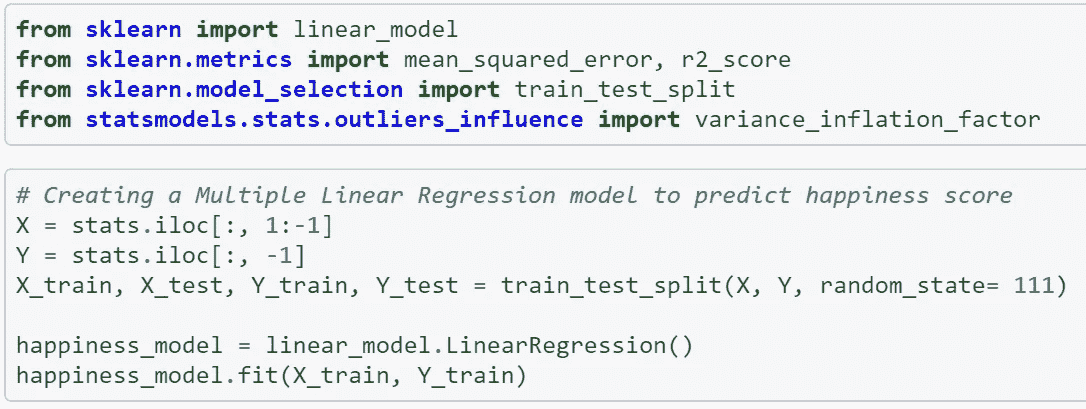 from sklearn import linear_model
from sklearn.metrics import mean_squared_error, r2_score
from sklearn.model_selection import train_test_split
from statsmodels.stats.outliers_influence import variance_inflation_factor
# Creating a Multiple Linear Regression model to predict happiness score
X = stats.iloc[:, 1:-1]
Y = stats.iloc[:, -1]
X_train, X_test, Y_train, Y_test = train_test_split(X, Y, random_state= 111)
happiness_model = linear_model.LinearRegression()
happiness_model.fit(X_train, Y_train)